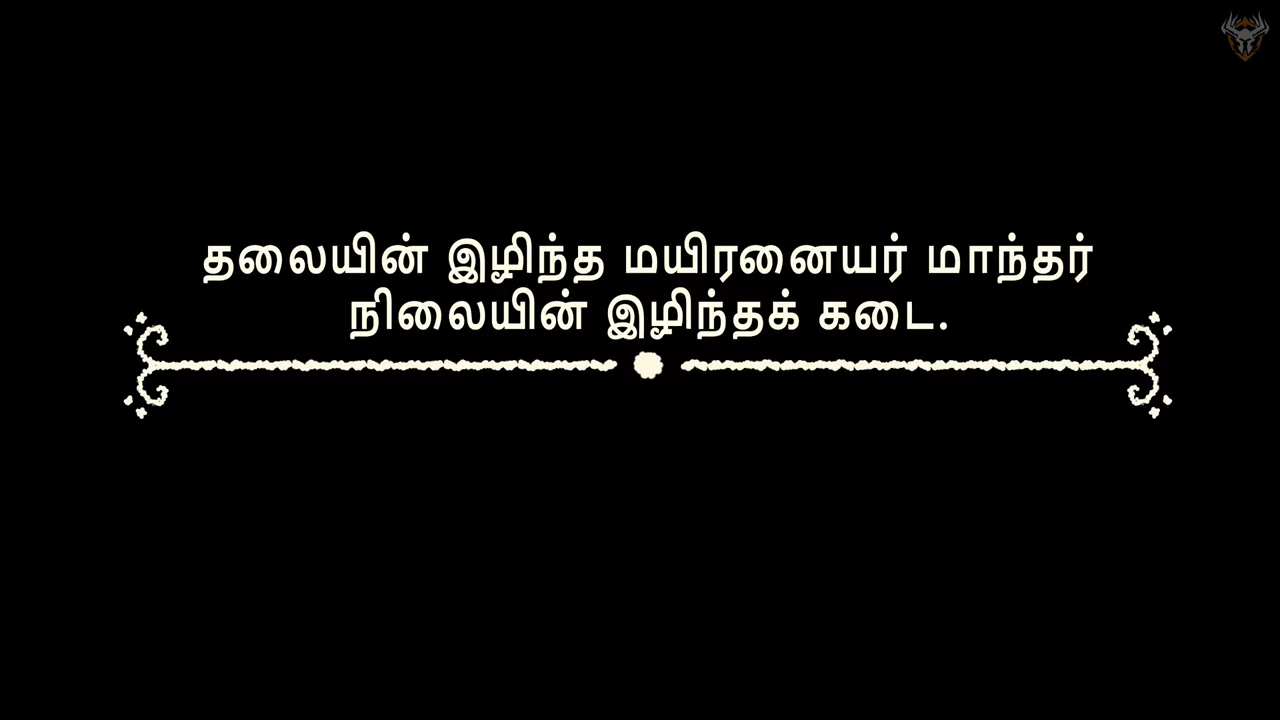 தலையின் இழிந்த மயிரனையர் மாந்தர்
நிலையின் இழிந்தக் கடை.